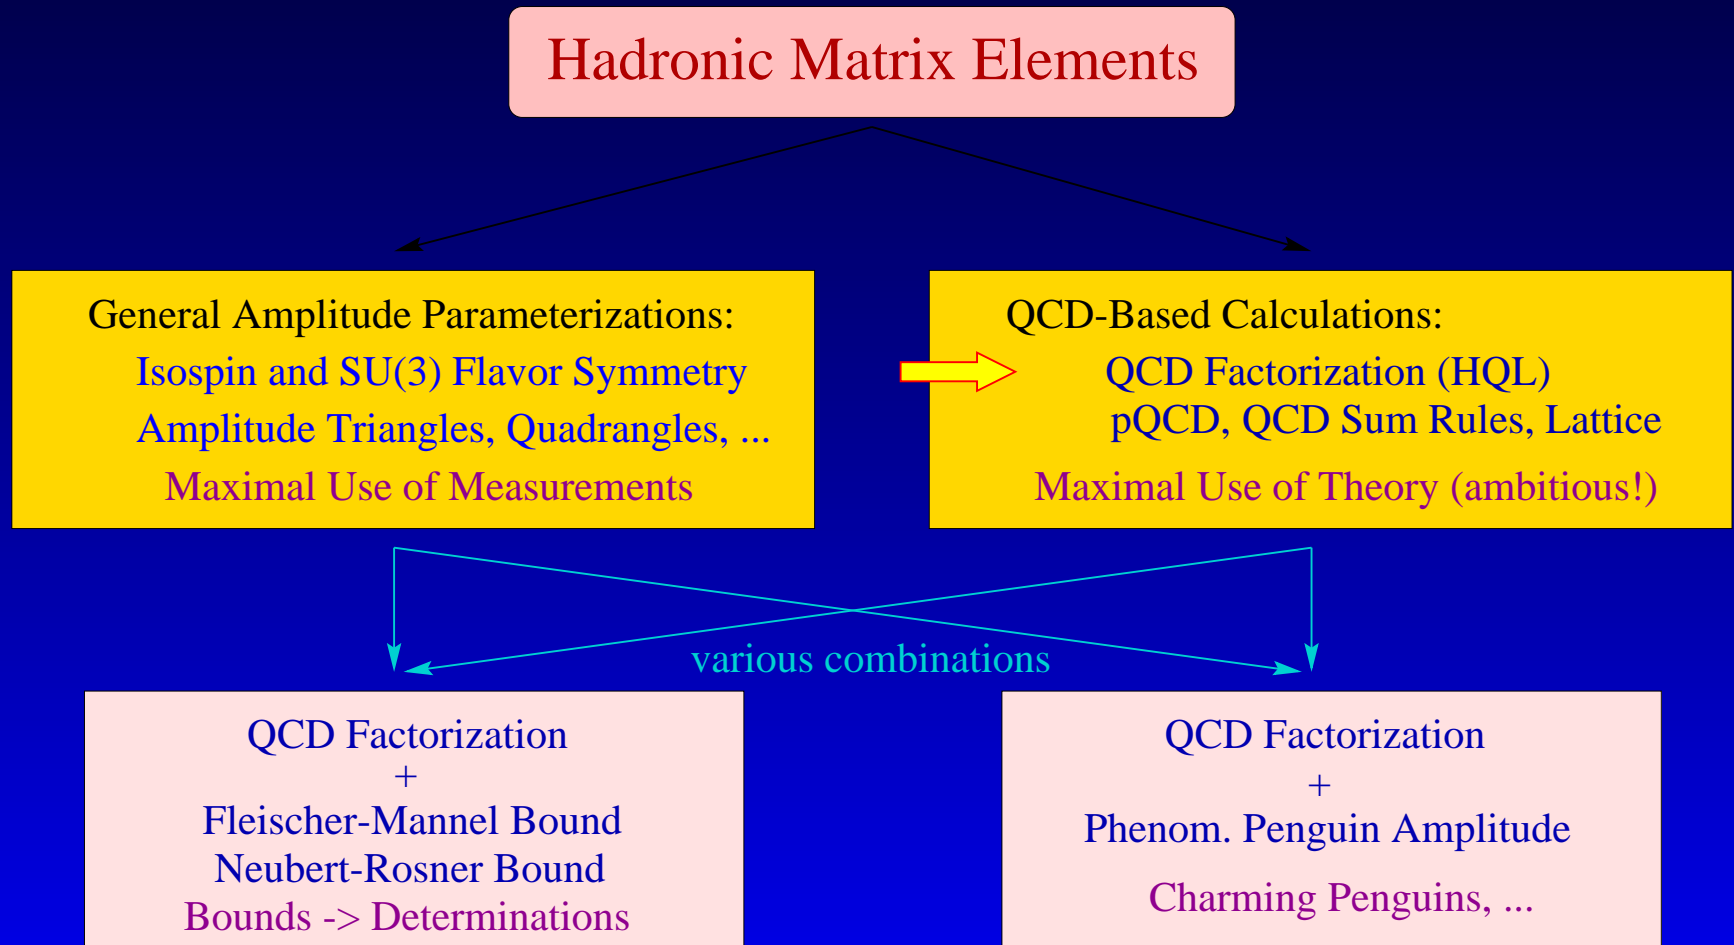 Hadronic Matrix Elements
General Amplitude Parameterizations:
Isospin and SU(3) Flavor Symmetry
Amplitude Triangles, Quadrangles, ...
Maximal Use of Measurements
QCD-Based Calculations:
QCD Factorization (HQL)
pQCD, QCD Sum Rules, Lattice
Maximal Use of Theory (ambitious!)
various combinations
QCD Factorization
+
Fleischer-Mannel Bound
Neubert-Rosner Bound
Bounds -> Determinations
QCD Factorization
+
Phenom. Penguin Amplitude
Charming Penguins, ...